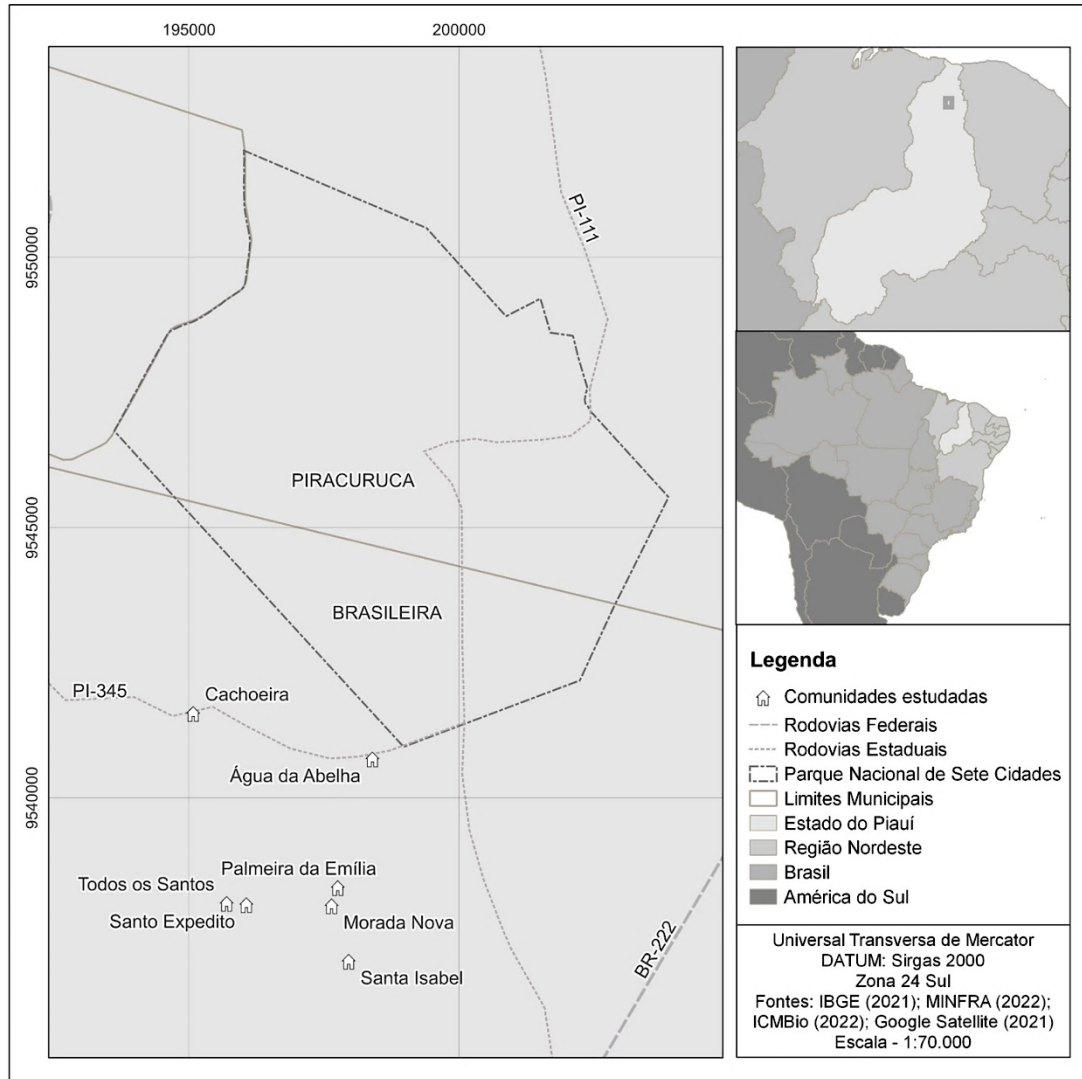 195000
200000
9550000
9545000
9540000
PI-111
PIRACURUCA
BRASILEIRA
PI-345
Cachoeira
Água da Abelha
Palmeira da Emília
Todos os Santos
Santo Expedito
Morada Nova
Santa Isabel
BR-222
Legenda
Comunidades estudadas
Rodovias Federais
Rodovias Estaduais
Parque Nacional de Sete Cidades
Limites Municipais
Estado do Piauí
Região Nordeste
Brasil
América do Sul
Universal Transversa de Mercator
DATUM: Sirgas 2000
Zona 24 Sul
Fontes: IBGE (2021); MINFRA (2022);
ICMBio (2022); Google Satellite (2021)
Escala - 1:70.000